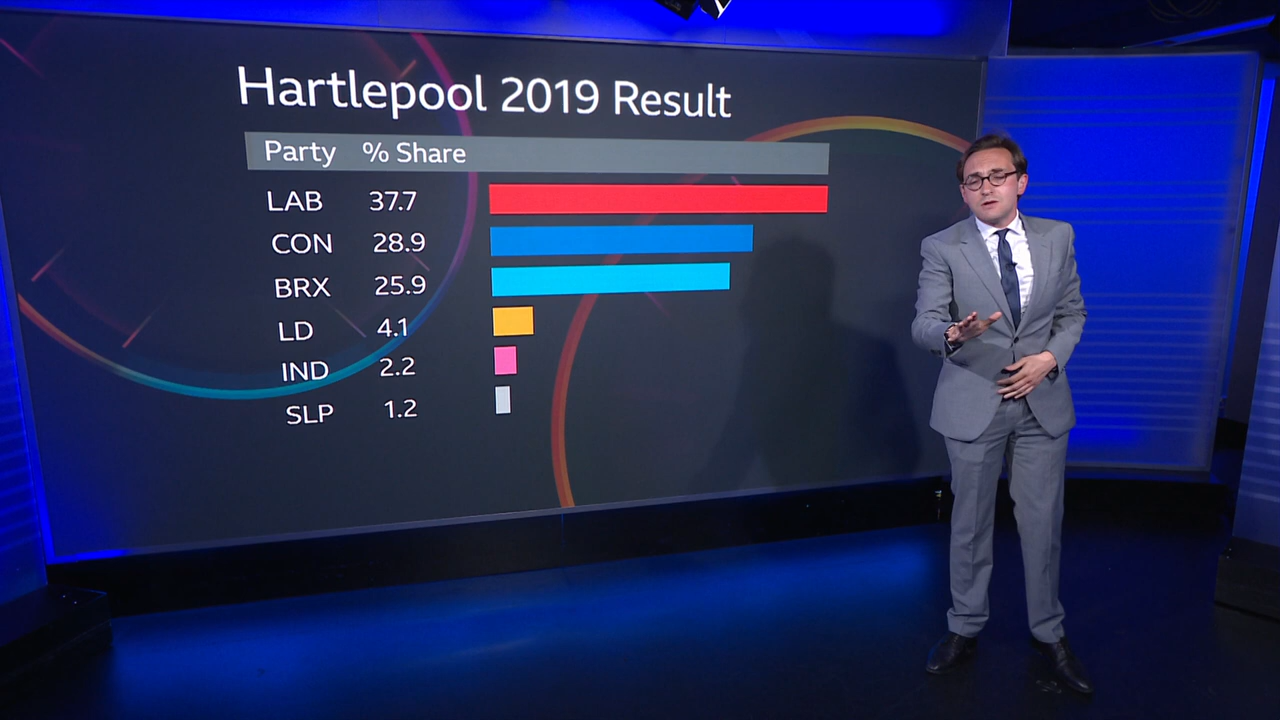 Hartlepool 2019 Result
Party % Share
LAB 37.7
CON 28.9
BRX 25.9
LD 4.1
IND 2.2
SLP 1.2